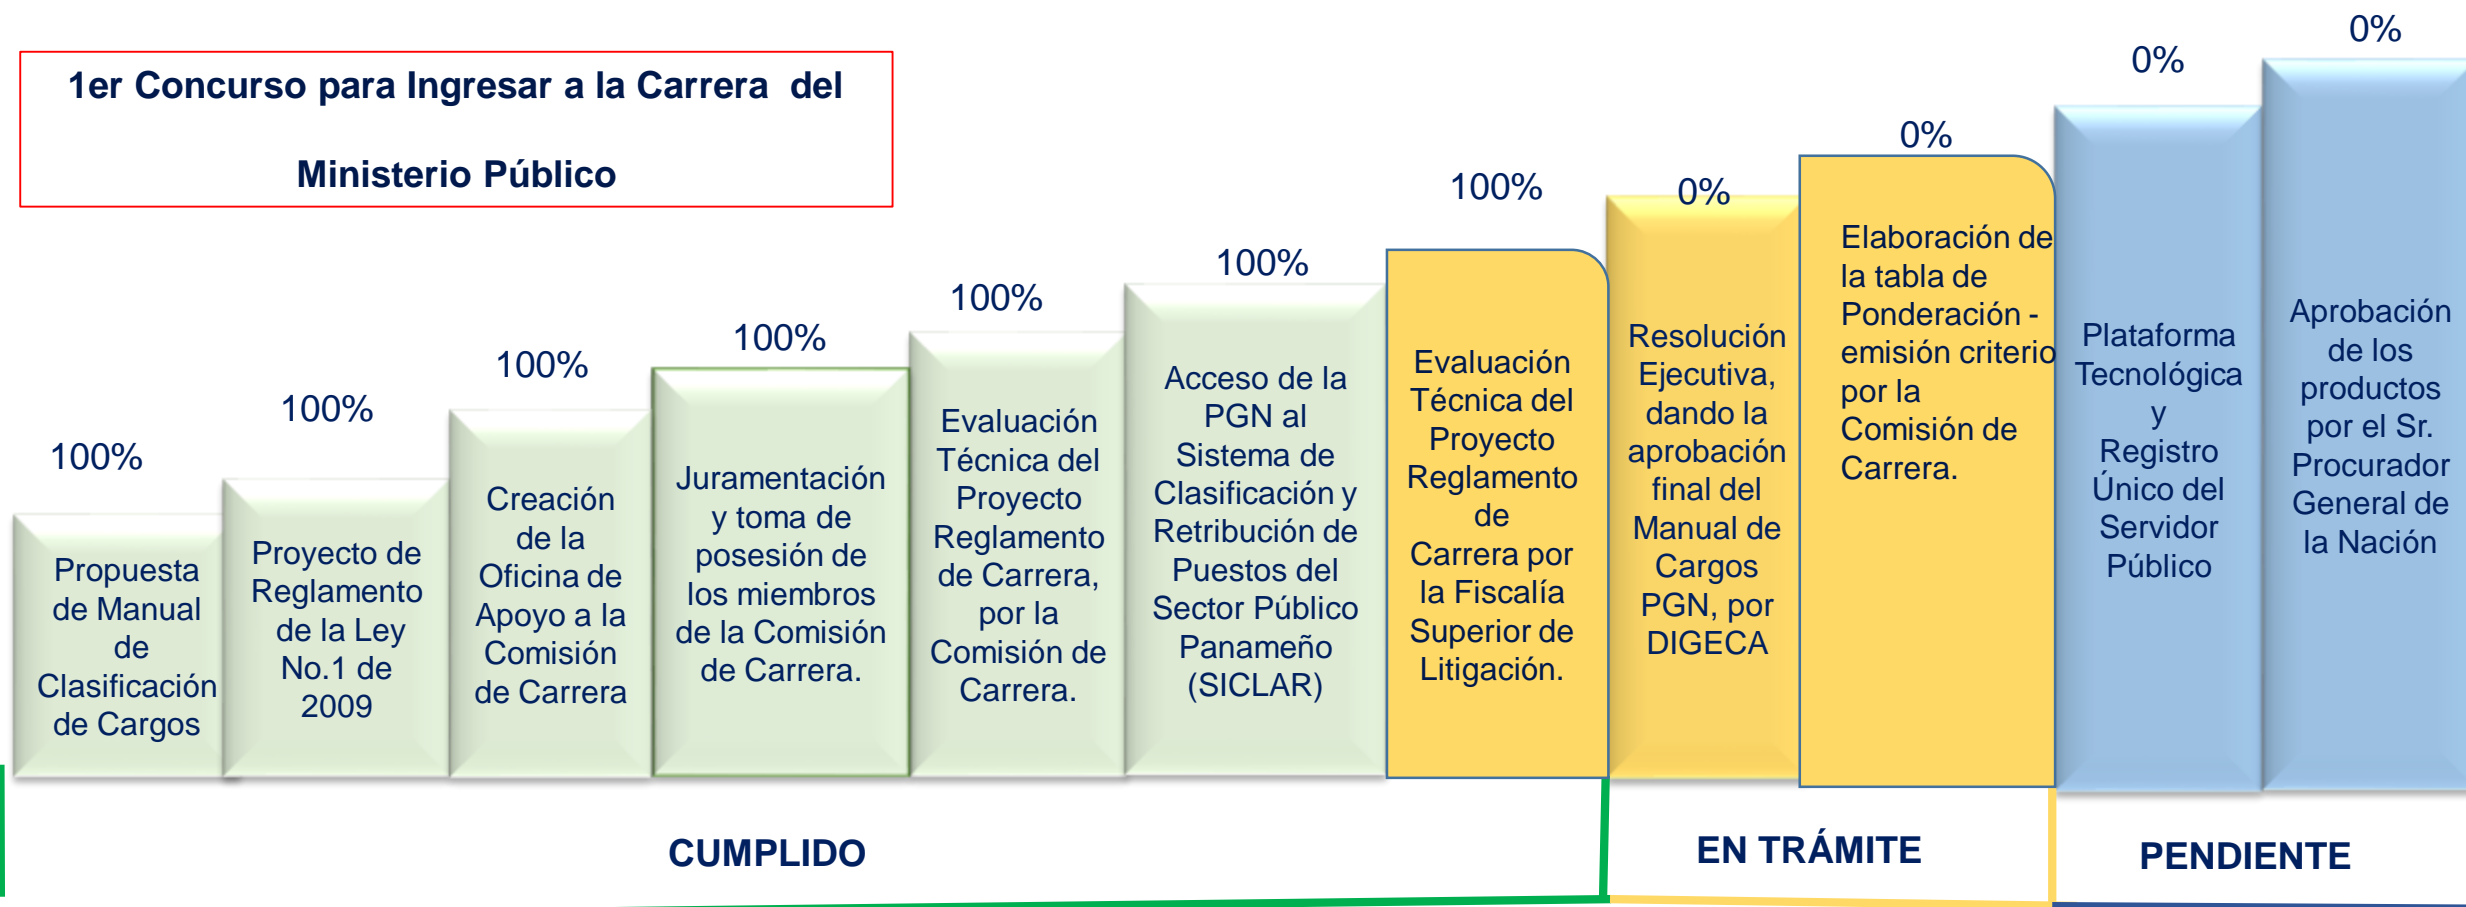 1er Concurso para Ingresar a la Carrera del
Ministerio Público
100%
Propuesta
de Manual
de
Clasificación
de Cargos
100%
Proyecto de
Reglamento
de la Ley
No.1 de
2009
100%
Creación
de la
Oficina de
Apoyo a la
Comisión
de Carrera
100%
Juramentación
y toma de
posesión de
los miembros
de la Comisión
de Carrera.
100%
Evaluación
Técnica del
Proyecto
Reglamento
de Carrera,
por la
Comisión de
Carrera.
100%
Acceso de la
PGN al
Sistema de
Clasificación y
Retribución de
Puestos del
Sector Público
Panameño
(SICLAR)
100%
Evaluación
Técnica del
Proyecto
Reglamento
de
Carrera por
la Fiscalía
Superior de
Litigación.
0%
Resolución
Ejecutiva,
dando la
aprobación
final del
Manual de
Cargos
PGN, por
DIGECA
0%
Elaboración de
la tabla de
Ponderación -
emisión criterio
por la
Comisión de
Carrera.
0%
Plataforma
Tecnológica
y
Registro
Único del
Servidor
Público
0%
Aprobación
de los
productos
por el Sr.
Procurador
General de
la Nación
CUMPLIDO
EN TRÁMITE
PENDIENTE